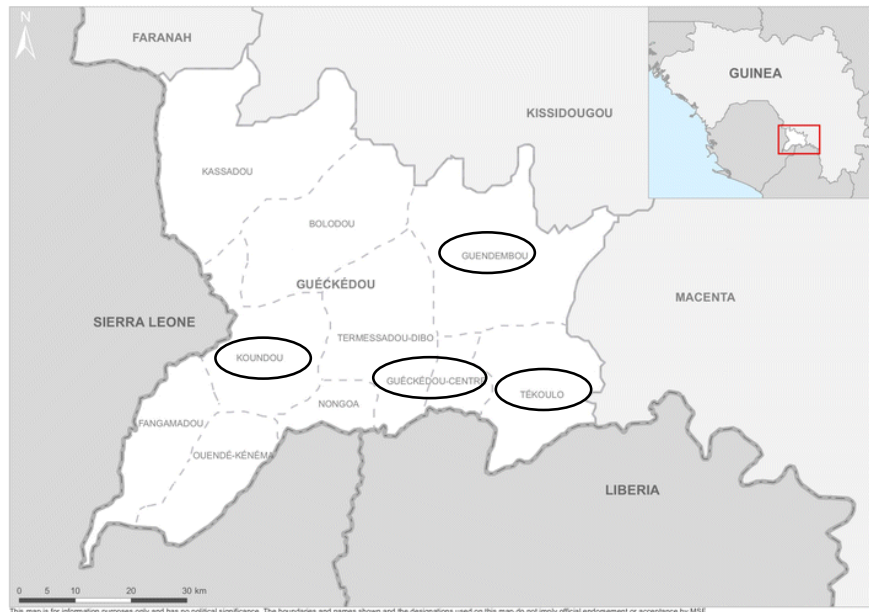 N
FARANAH
GUINEA
KISSIDOUGOU
KASSADOU
BOLODOU
GUENDEMBOU
GUÉCKÉDOU
MACENTA
SIERRA LEONE
TERMESSADOU-DIBO
KOUNDOU
GUÉCKÉDOU-CENTRE
TÉKOULO
NONGOA
FANGAMADOU
OUENDÉ-KÉNÉMA
LIBERIA
0 5 10 20 30 km
This map is for information purposes only and has no political significance. The boundaries and names shown and the designations used on this map do not imply official endorsement or acceptance by MSF.